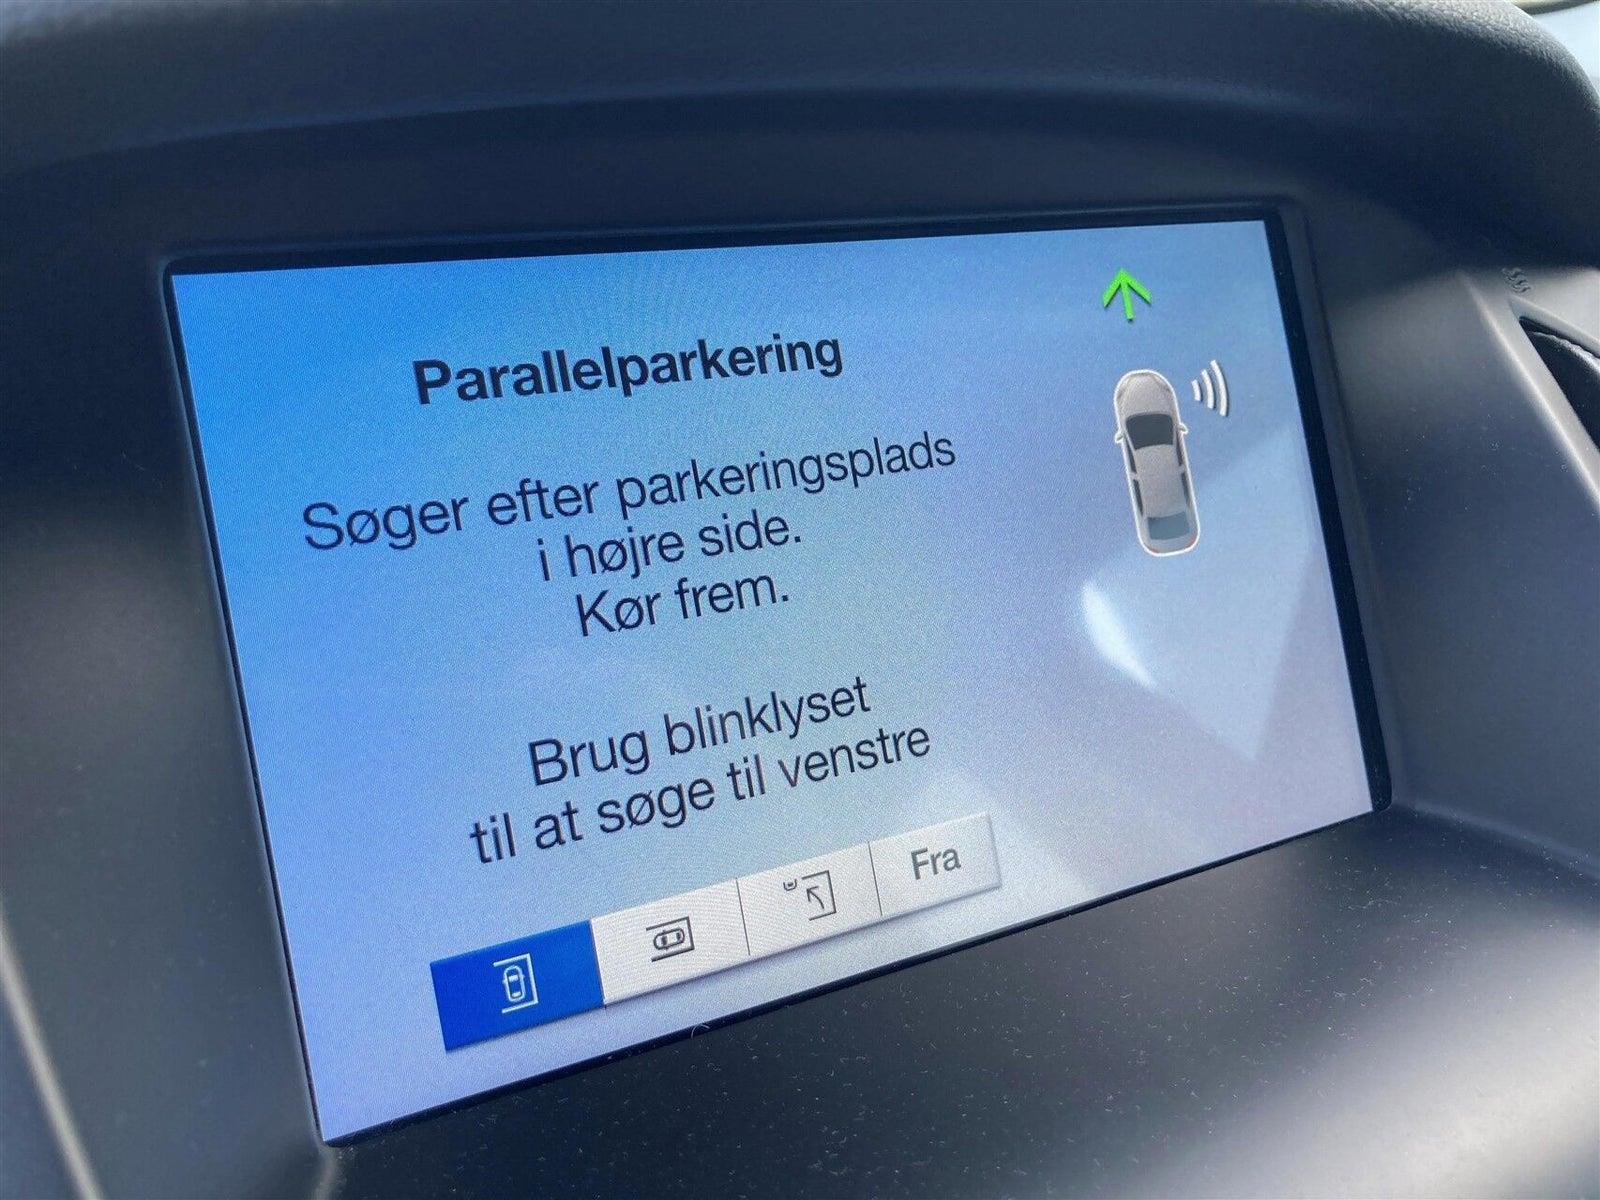 Parallelparkering
Søger efter parkeringsplads
i højre side.
Kør frem.
Brug blinklyset
til at søge til venstre
Fra